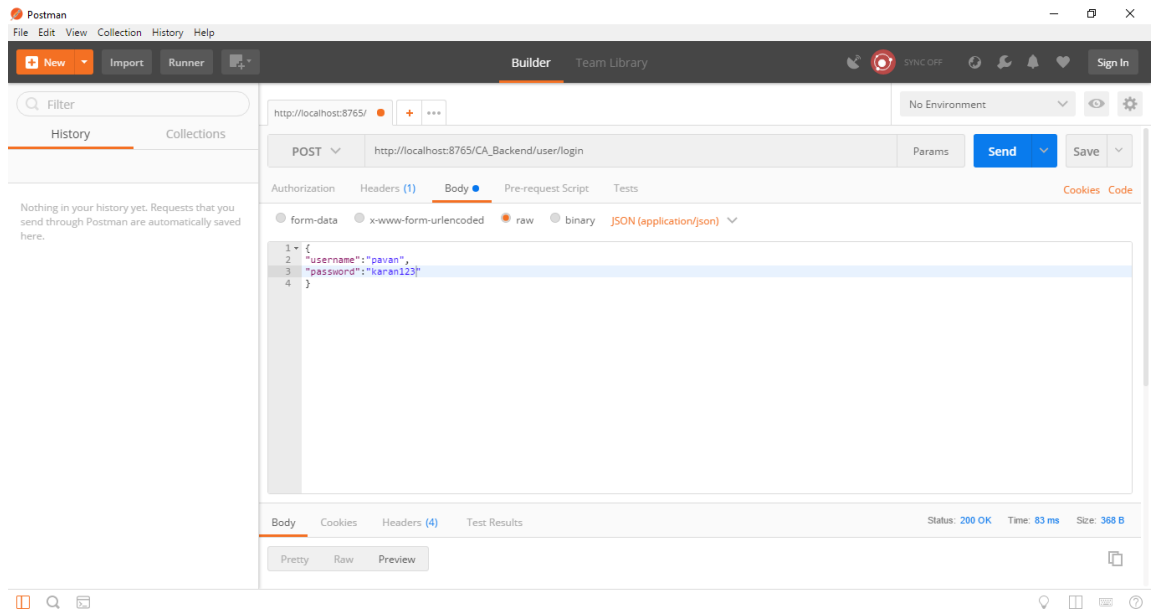 Postman
File Edit View Collection History Help
New Import Runner Builder Team Library SYNC OFF Sign In
Filter
History Collections
Nothing in your history yet. Requests that you
send through Postman are automatically saved
here.
http://localhost:8765/ + ••• No Environment
POST http://localhost:8765/CA_Backend/user/login Params Send Save
Authorization Headers (1) Body Pre-request Script Tests Cookies Code
form-data x-www-form-urlencoded raw binary JSON (application/json)
1 {
2 "username":"pavan",
3 "password":"karan123"
4 }
Body Cookies Headers (4) Test Results Status: 200 OK Time: 83 ms Size: 368 B
Pretty Raw Preview